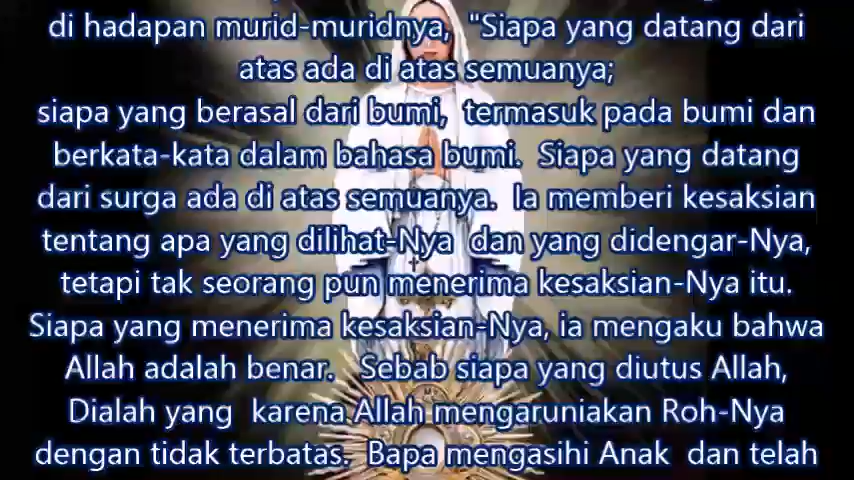 di hadapan murid-muridnya, "Siapa yang datang dari
atas ada di atas semuanya;
siapa yang berasal dari bumi, termasuk pada bumi dan
berkata-kata dalam bahasa bumi. Siapa yang datang
dari surga ada di atas semuanya. Ia memberi kesaksian
tentang apa yang dilihat-Nya dan yang didengar-Nya,
tetapi tak seorang pun menerima kesaksian-Nya itu.
Siapa yang menerima kesaksian-Nya, ia mengaku bahwa
Allah adalah benar. Sebab siapa yang diutus Allah,
Dialah yang karena Allah mengaruniakan Roh-Nya
dengan tidak terbatas. Bapa mengasihi Anak dan telah